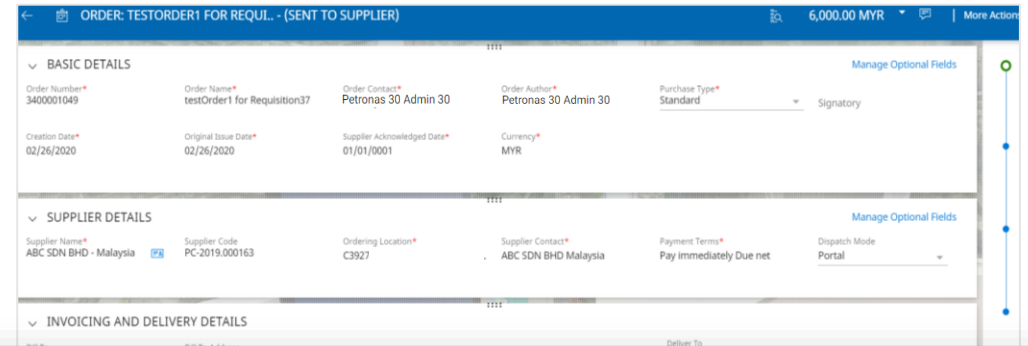 ORDER: TESTORDER1 FOR REQUI.. - (SENT TO SUPPLIER) 6,000.00 MYR More Actions
BASIC DETAILS Manage Optional Fields
Order Number* Order Name* Order Contact* Order Author* Purchase Type*
3400001049 testOrder1 for Requisition37 Petronas 30 Admin 30 Petronas 30 Admin 30 Standard Signatory
Creation Date* Original Issue Date* Supplier Acknowledged Date* Currency*
02/26/2020 02/26/2020 01/01/0001 MYR
SUPPLIER DETAILS Manage Optional Fields
Supplier Name* Supplier Code Ordering Location* Supplier Contact* Payment Terms* Dispatch Mode
ABC SDN BHD - Malaysia PC-2019.000163 C3927 . ABC SDN BHD Malaysia Pay immediately Due net Portal
INVOICING AND DELIVERY DETAILS
Deliver To